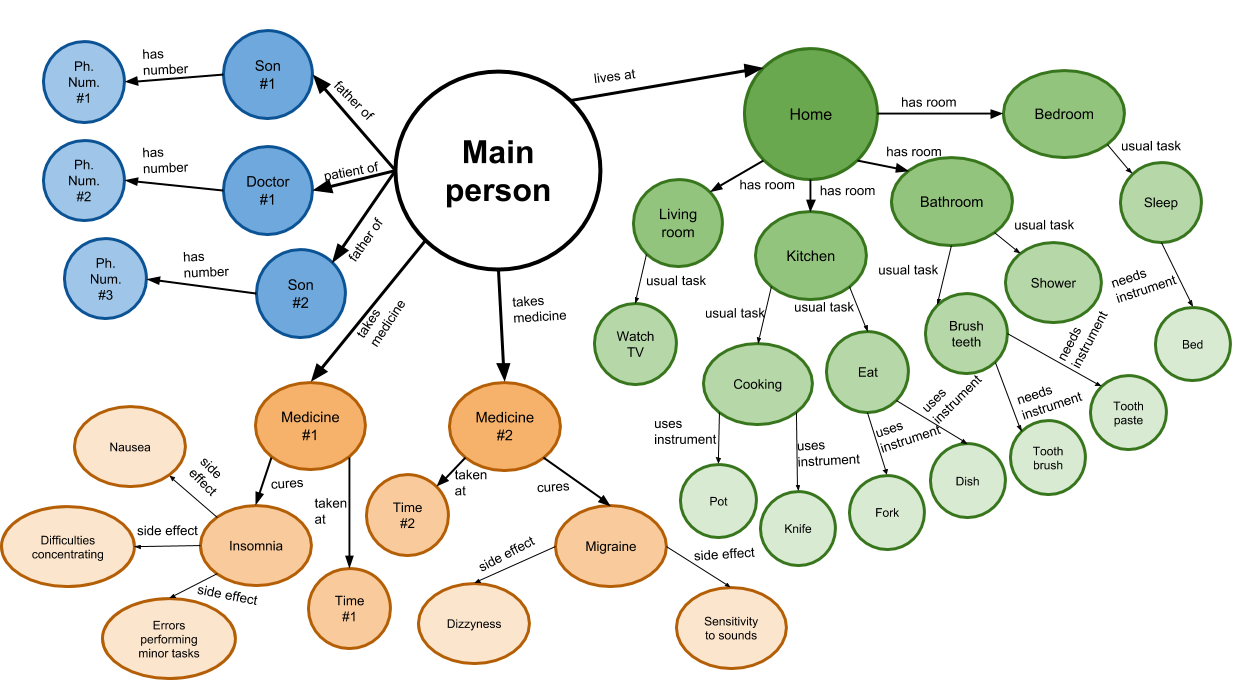 Main
person
lives at
Home
has room
Bedroom
usual task
Sleep
needs
instrument
Bed
has room
Bathroom
usual task
Shower
usual task
Brush
teeth
needs
instrument
Tooth
paste
needs
instrument
Tooth
brush
has room
Kitchen
usual task
Cooking
uses
instrument
Pot
uses
instrument
Knife
usual task
Eat
uses
instrument
Fork
uses
instrument
Dish
has room
Living
room
usual task
Watch
TV
father of
Son
#1
has
number
Ph.
Num.
#1
patient of
Doctor
#1
has
number
Ph.
Num.
#2
father of
Son
#2
has
number
Ph.
Num.
#3
takes
medicine
Medicine
#1
cures
Insomnia
side
effect
Nausea
side effect
Difficulties
concentrating
side effect
Errors
performing
minor tasks
taken
at
Time
#1
takes
medicine
Medicine
#2
taken
at
Time
#2
cures
Migraine
side effect
Dizzyness
side effect
Sensitivity
to sounds